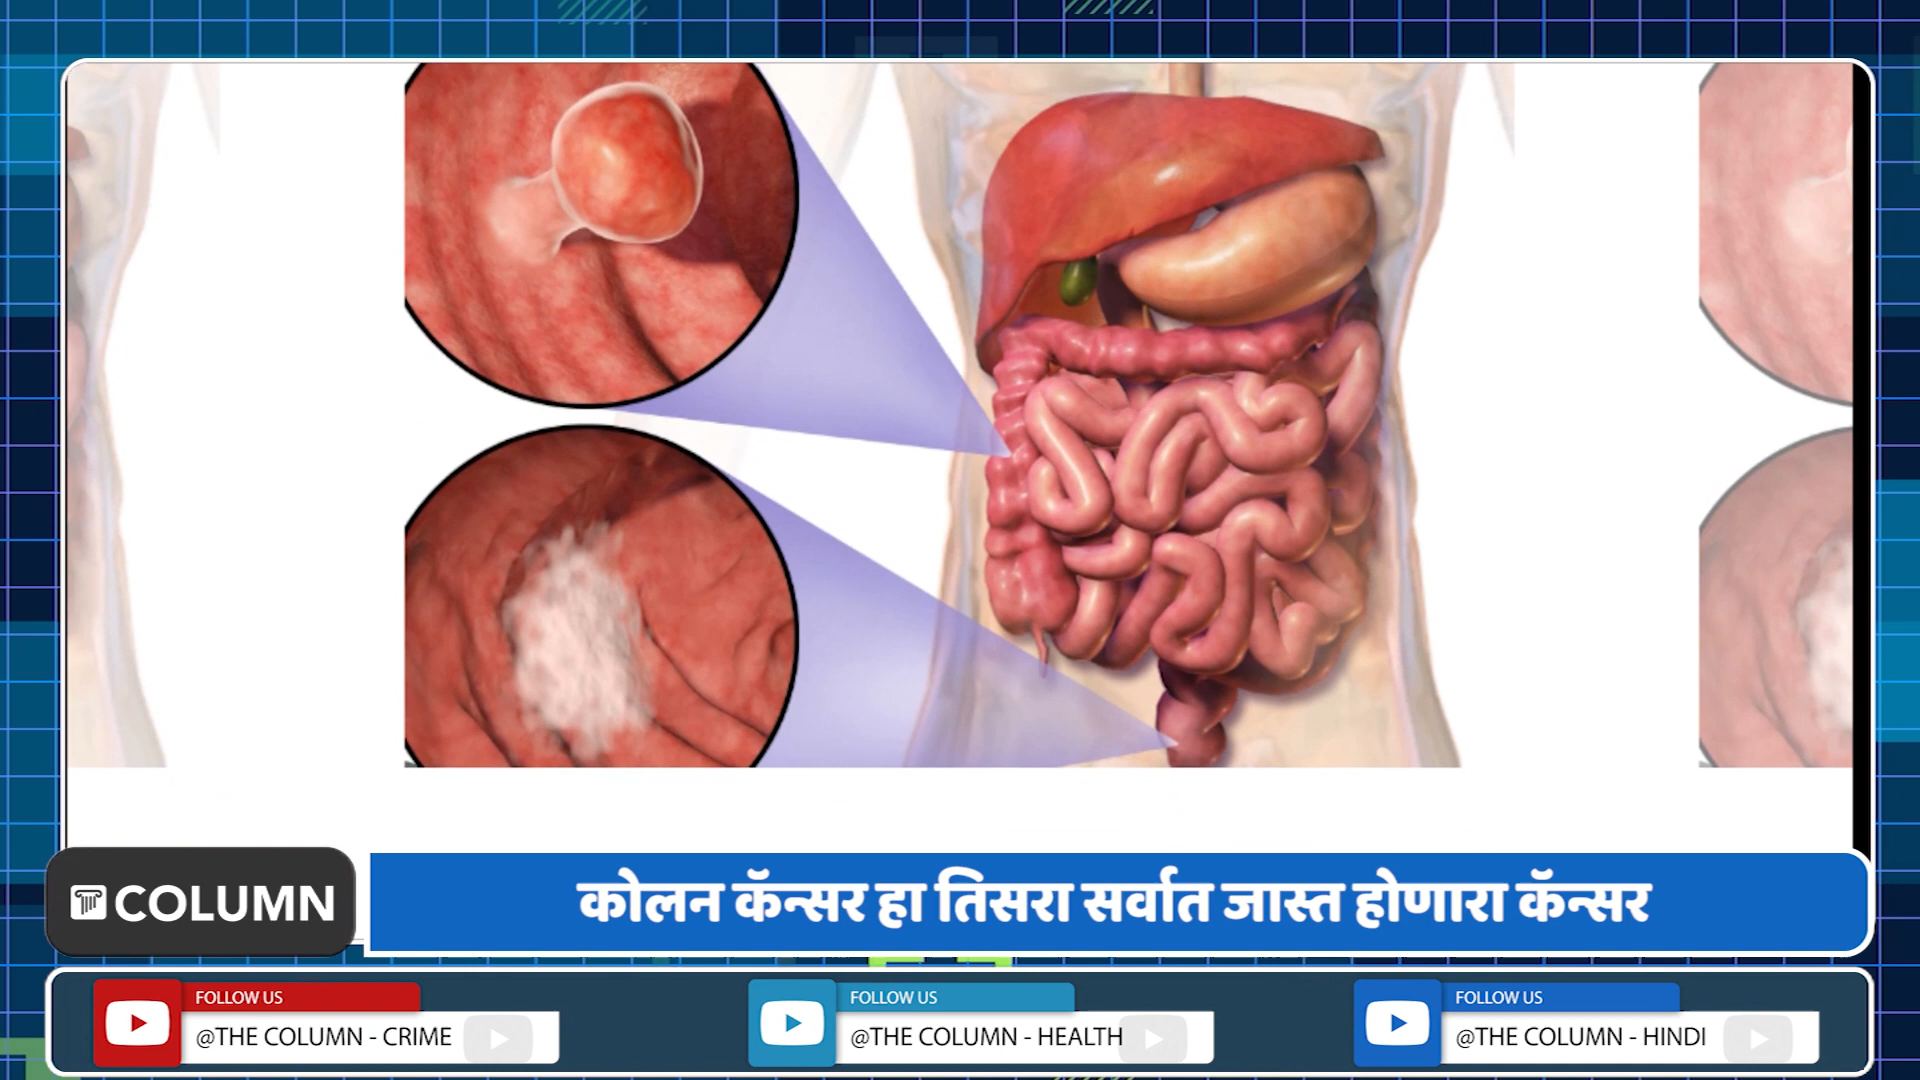 COLUMN
कोलन कॅन्सर हा तिसरा सर्वात जास्त होणारा कॅन्सर
FOLLOW US
@THE COLUMN - CRIME
FOLLOW US
@THE COLUMN - HEALTH
FOLLOW US
@THE COLUMN - HINDI